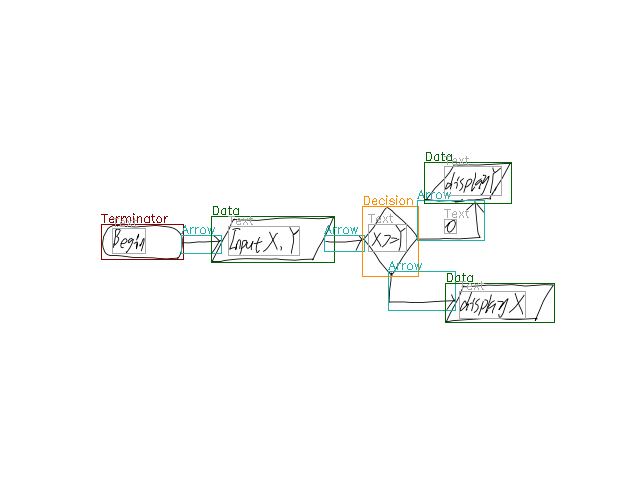 Data
Text
display Y
Decision
Arrow
Terminator
Text
Begin
Arrow
Data
Text
Input X, Y
Arrow
Text
X>=Y
Text
0
Arrow
Data
Text
display X